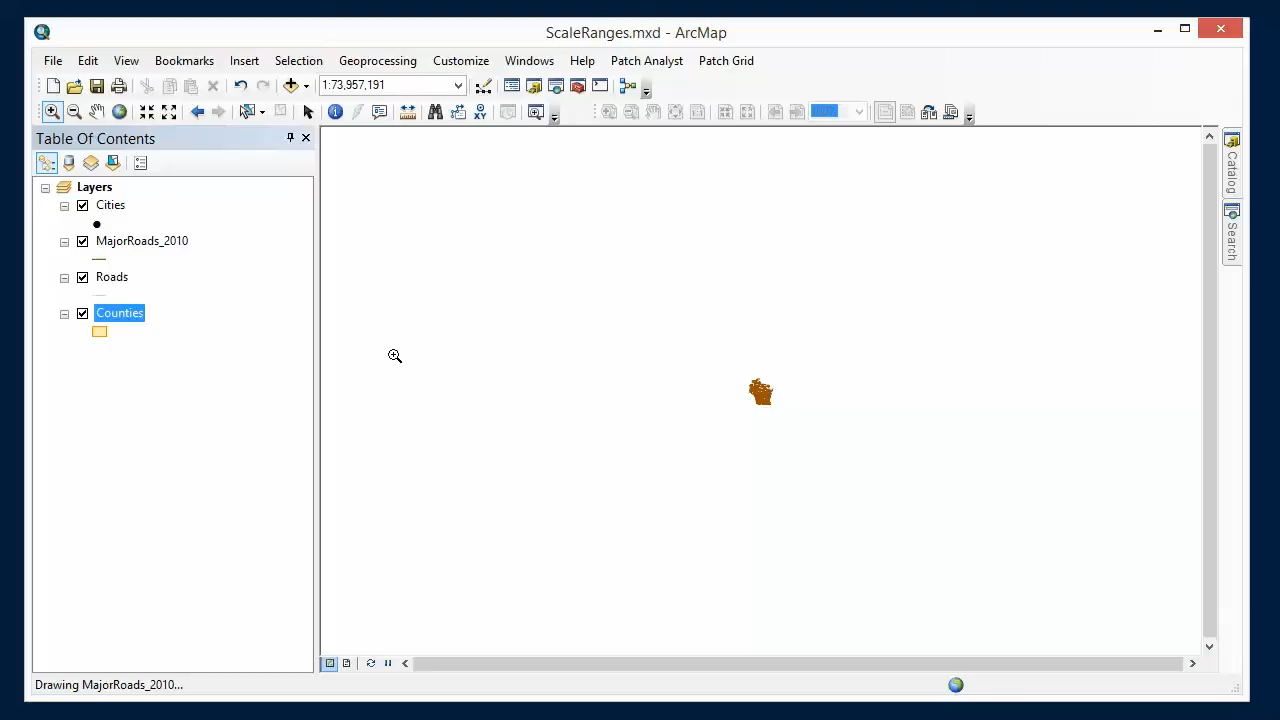 ScaleRanges.mxd - ArcMap
File Edit View Bookmarks Insert Selection Geoprocessing Customize Windows Help Patch Analyst Patch Grid
1:73,957,191
Table Of Contents
Layers
Cities
MajorRoads_2010
Roads
Counties
Catalog
Search
Drawing MajorRoads_2010...